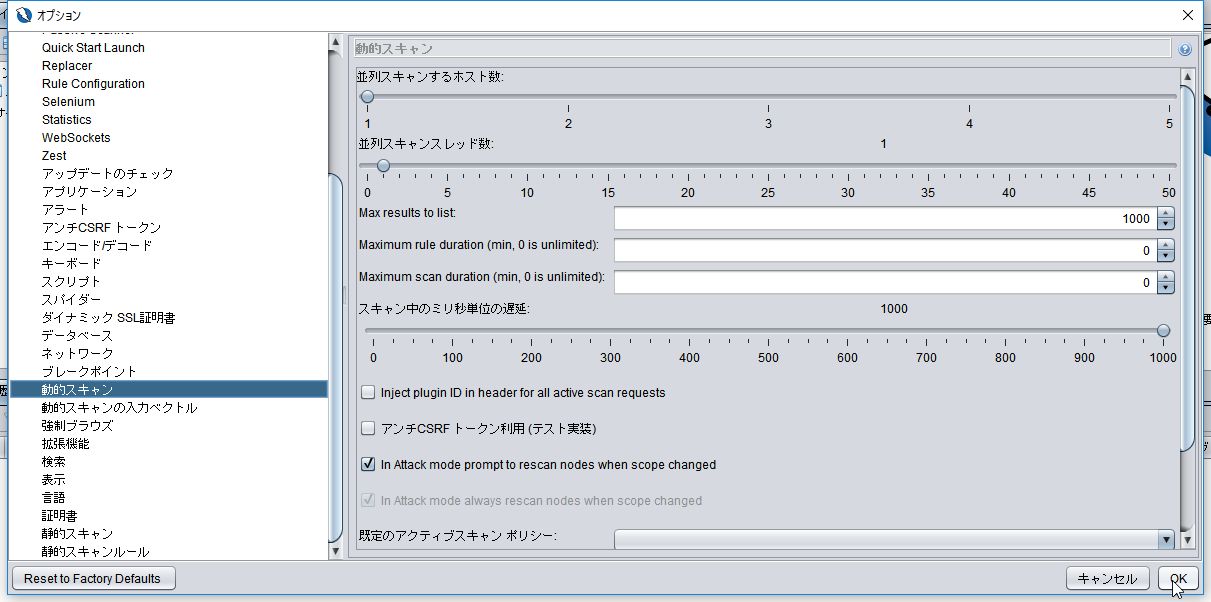 オプション
Quick Start Launch
Replacer
Rule Configuration
Selenium
Statistics
WebSockets
Zest
アップデートのチェック
アプリケーション
アラート
アンチCSRF トークン
エンコード/デコード
キーボード
スクリプト
スパイダー
ダイナミック SSL証明書
データベース
ネットワーク
ブレークポイント
動的スキャン
動的スキャンの入力ベクトル
強制ブラウズ
拡張機能
検索
表示
言語
証明書
静的スキャン
静的スキャンルール
動的スキャン
並列スキャンするホスト数:
1 2 3 4 5
並列スキャンスレッド数: 1
0 5 10 15 20 25 30 35 40 45 50
Max results to list: 1000
Maximum rule duration (min, 0 is unlimited): 0
Maximum scan duration (min, 0 is unlimited): 0
スキャン中のミリ秒単位の遅延: 1000
0 100 200 300 400 500 600 700 800 900 1000
Inject plugin ID in header for all active scan requests
アンチCSRF トークン利用 (テスト実装)
In Attack mode prompt to rescan nodes when scope changed
In Attack mode always rescan nodes when scope changed
既定のアクティブスキャン ポリシー:
Reset to Factory Defaults
キャンセル
OK